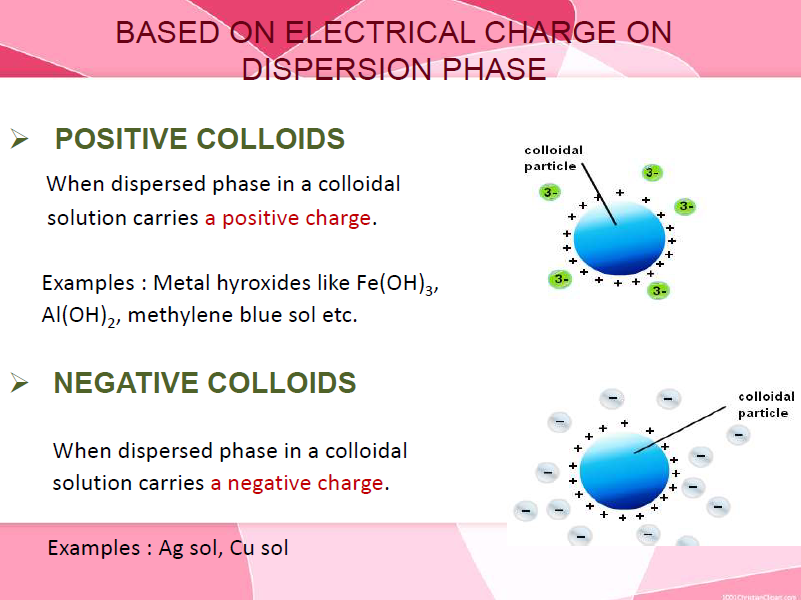 BASED ON ELECTRICAL CHARGE ON
DISPERSION PHASE
➢ POSITIVE COLLOIDS
When dispersed phase in a colloidal
solution carries a positive charge.
Examples : Metal hyroxides like Fe(OH)₃,
Al(OH)₂, methylene blue sol etc.
colloidal
particle
3-
3-
3-
3-
3-
➢ NEGATIVE COLLOIDS
When dispersed phase in a colloidal
solution carries a negative charge.
Examples : Ag sol, Cu sol
colloidal
particle